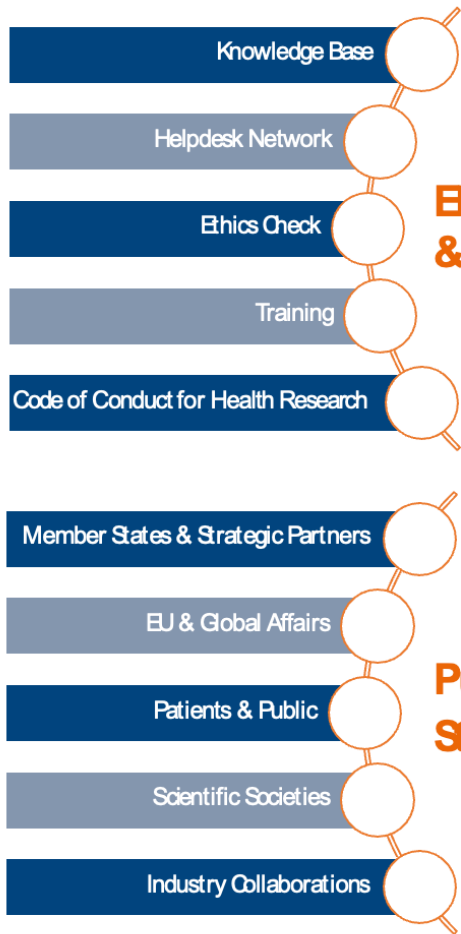 Knowledge Base
Helpdesk Network
Ethics Check
&
Training
Code of Conduct for Health Research
Member States & Strategic Partners
EU & Global Affairs
Patients & Public
Scientific Societies
Industry Collaborations